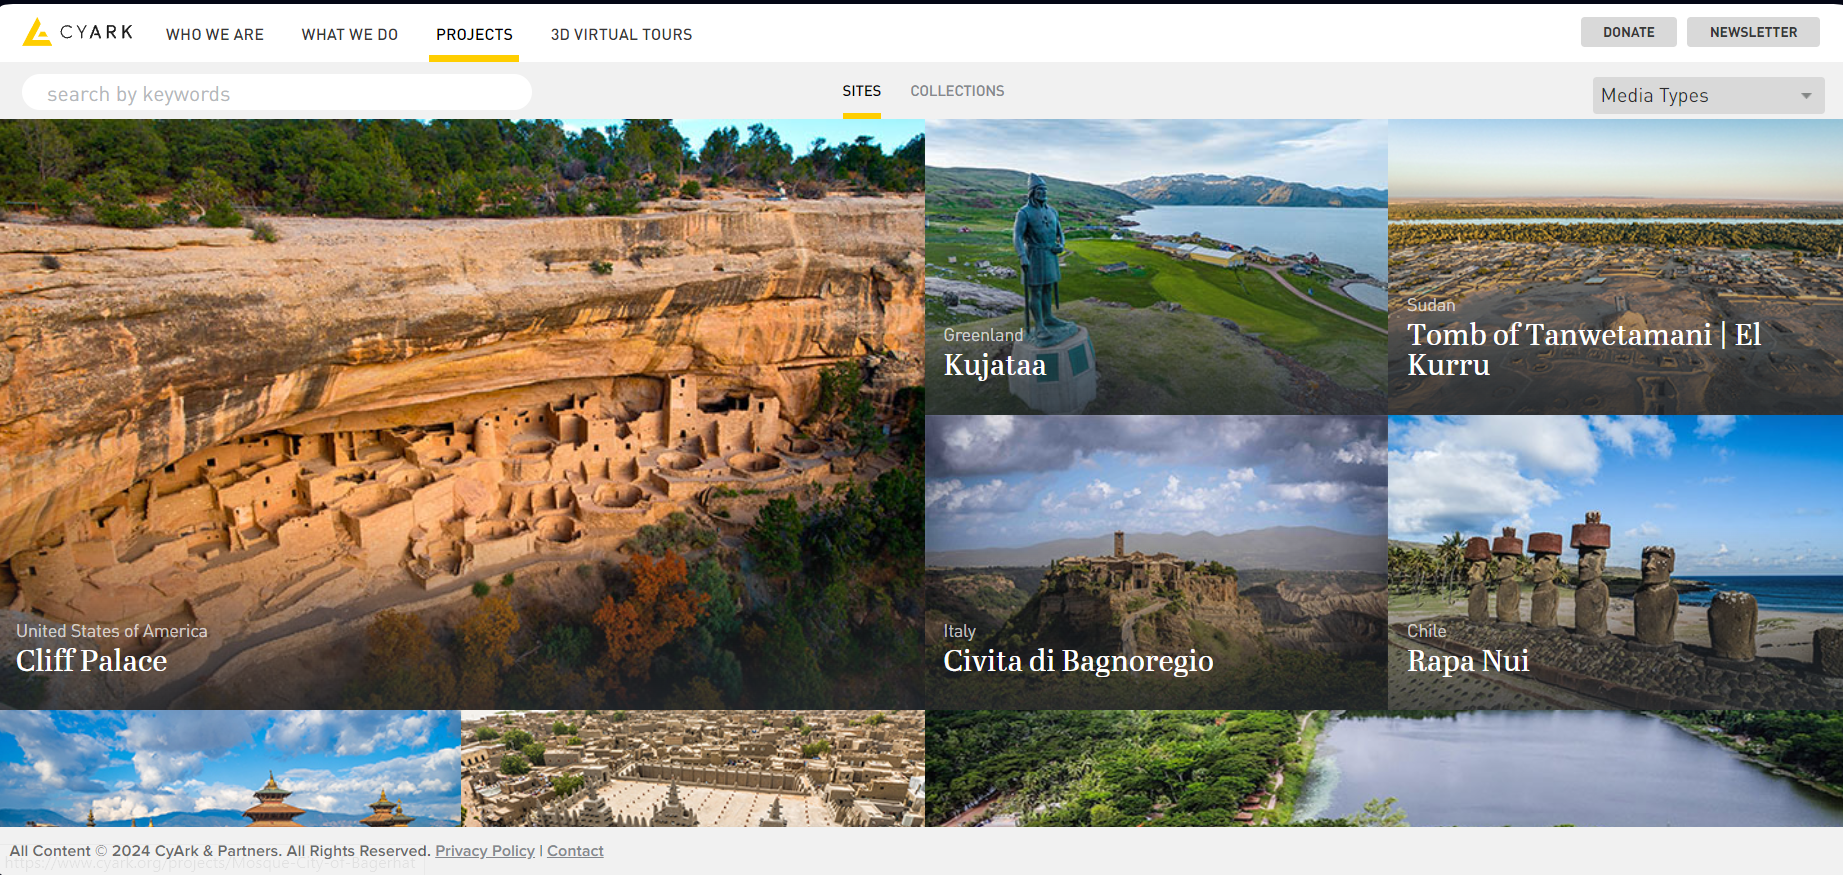 CYARK
WHO WE ARE
WHAT WE DO
PROJECTS
3D VIRTUAL TOURS
DONATE
NEWSLETTER
search by keywords
SITES
COLLECTIONS
Media Types
United States of America
Cliff Palace
Greenland
Kujataa
Sudan
Tomb of Tanwetamani | El
Kurru
Italy
Civita di Bagnoregio
Chile
Rapa Nui
All Content © 2024 CyArk & Partners. All Rights Reserved. Privacy Policy | Contact
https://www.cyark.org/projects/Mosque-City-of-Bagerhat